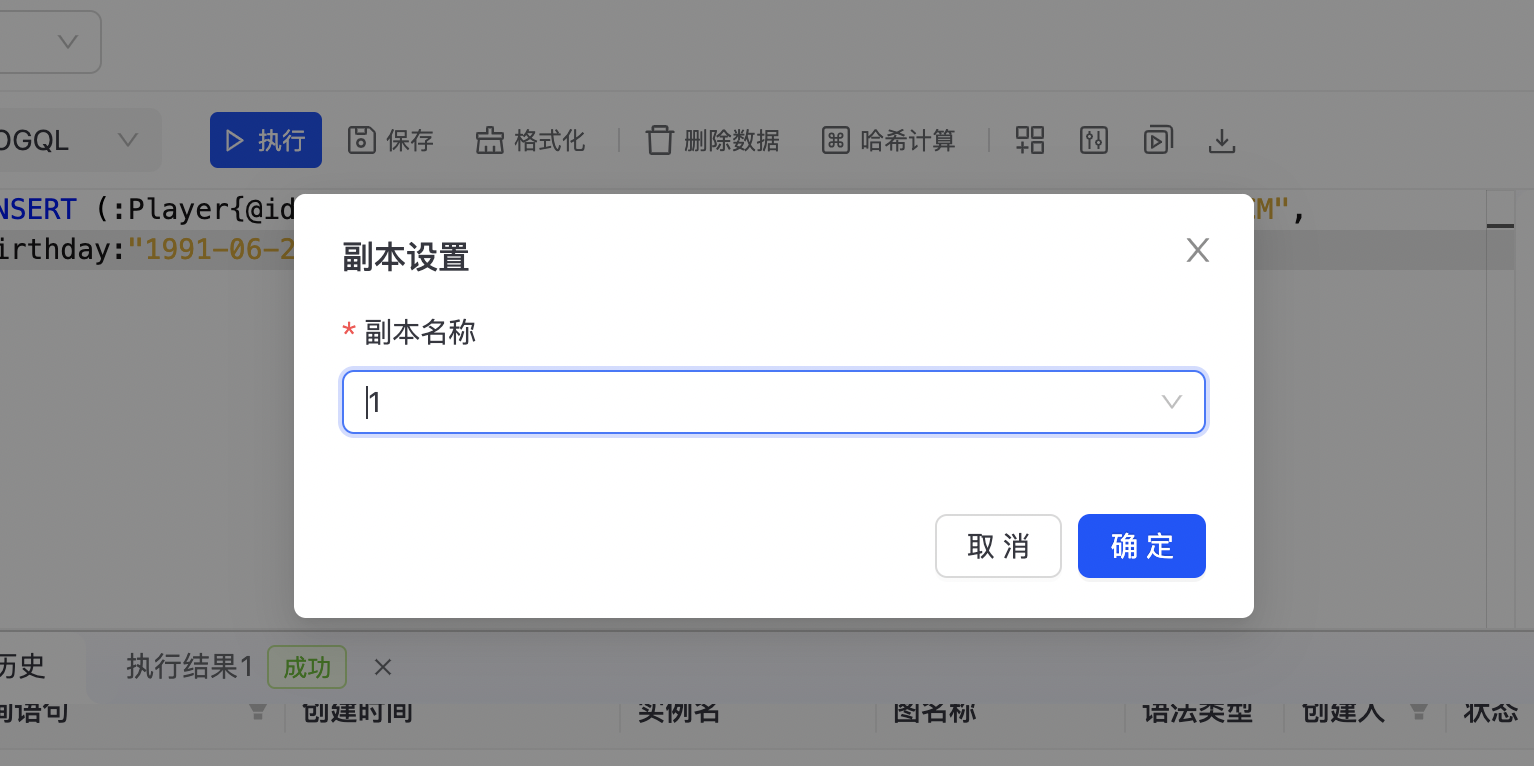 OGQL
执行
保存
格式化
删除数据
哈希计算
NSERT (:Player{@id
M",
irthday:"1991-06-2
副本设置
* 副本名称
1
取 消
确 定
历史
执行结果1
成功
询语句
创建时间
实例名
图名称
语法类型
创建人
状态